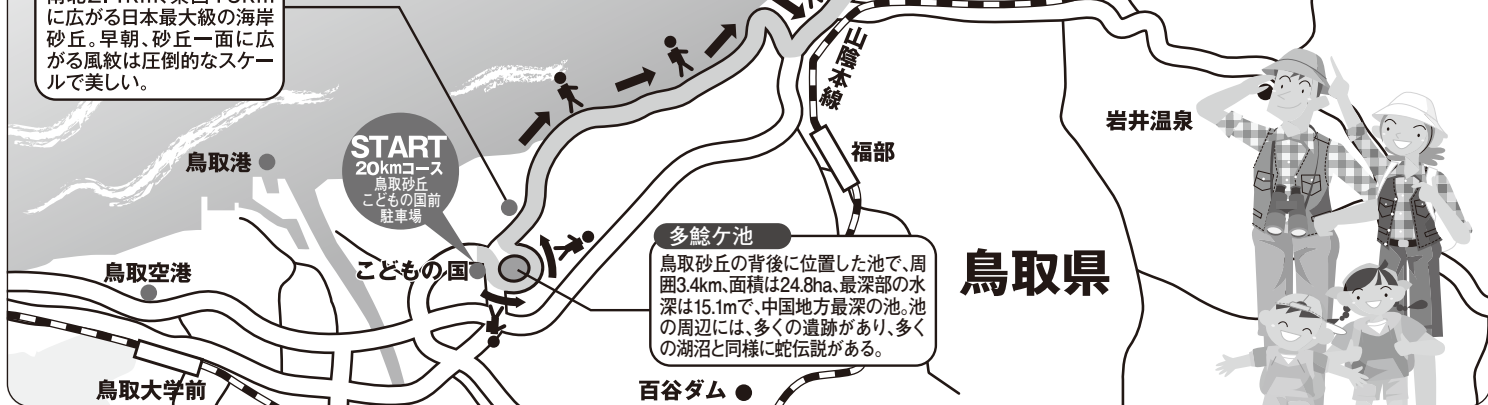 に広がる日本最大級の海岸
砂丘。早朝、砂丘一面に広
がる風紋は圧倒的なスケー
ルで美しい。
山陰本線
岩井温泉
福部
鳥取港
START
20kmコース
鳥取砂丘
こどもの国前
駐車場
多鯰ケ池
鳥取砂丘の背後に位置した池で、周
囲3.4km、面積は24.8ha、最深部の水
深は15.1mで、中国地方最深の池。池
の周辺には、多くの遺跡があり、多く
の湖沼と同様に蛇伝説がある。
鳥取県
こどもの国
鳥取空港
鳥取大学前
百谷ダム